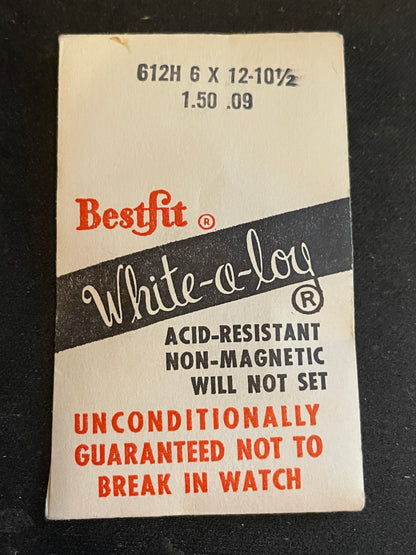 612H 6 X 12-10½
1.50 .09
Bestfit ®
White-a-loy ®
ACID-RESISTANT
NON-MAGNETIC
WILL NOT SET
UNCONDITIONALLY
GUARANTEED NOT TO
BREAK IN WATCH